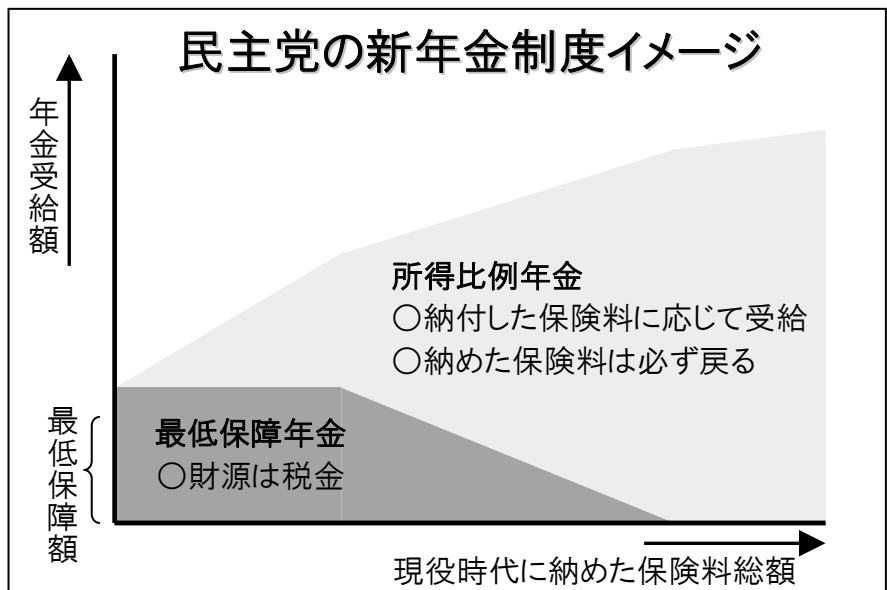 民主党の新年金制度イメージ
年金受給額
所得比例年金
○納付した保険料に応じて受給
○納めた保険料は必ず戻る
最低保障額
最低保障年金
○財源は税金
現役時代に納めた保険料総額